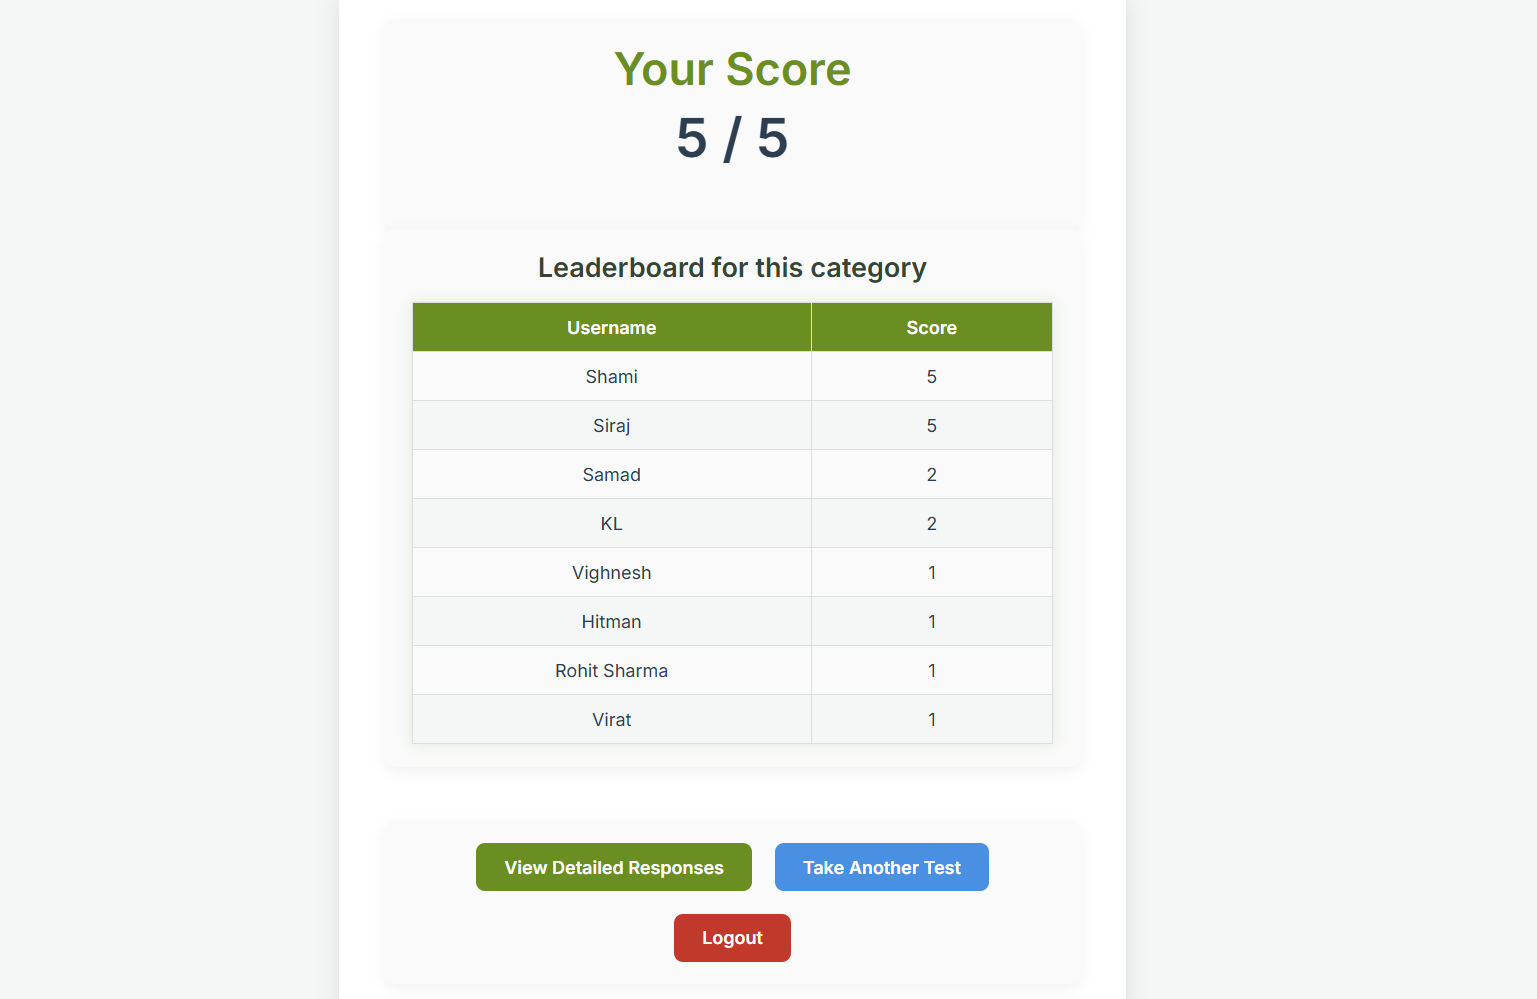 Your Score
5 / 5
Leaderboard for this category
Username Score
Shami 5
Siraj 5
Samad 2
KL 2
Vighnesh 1
Hitman 1
Rohit Sharma 1
Virat 1
View Detailed Responses Take Another Test
Logout